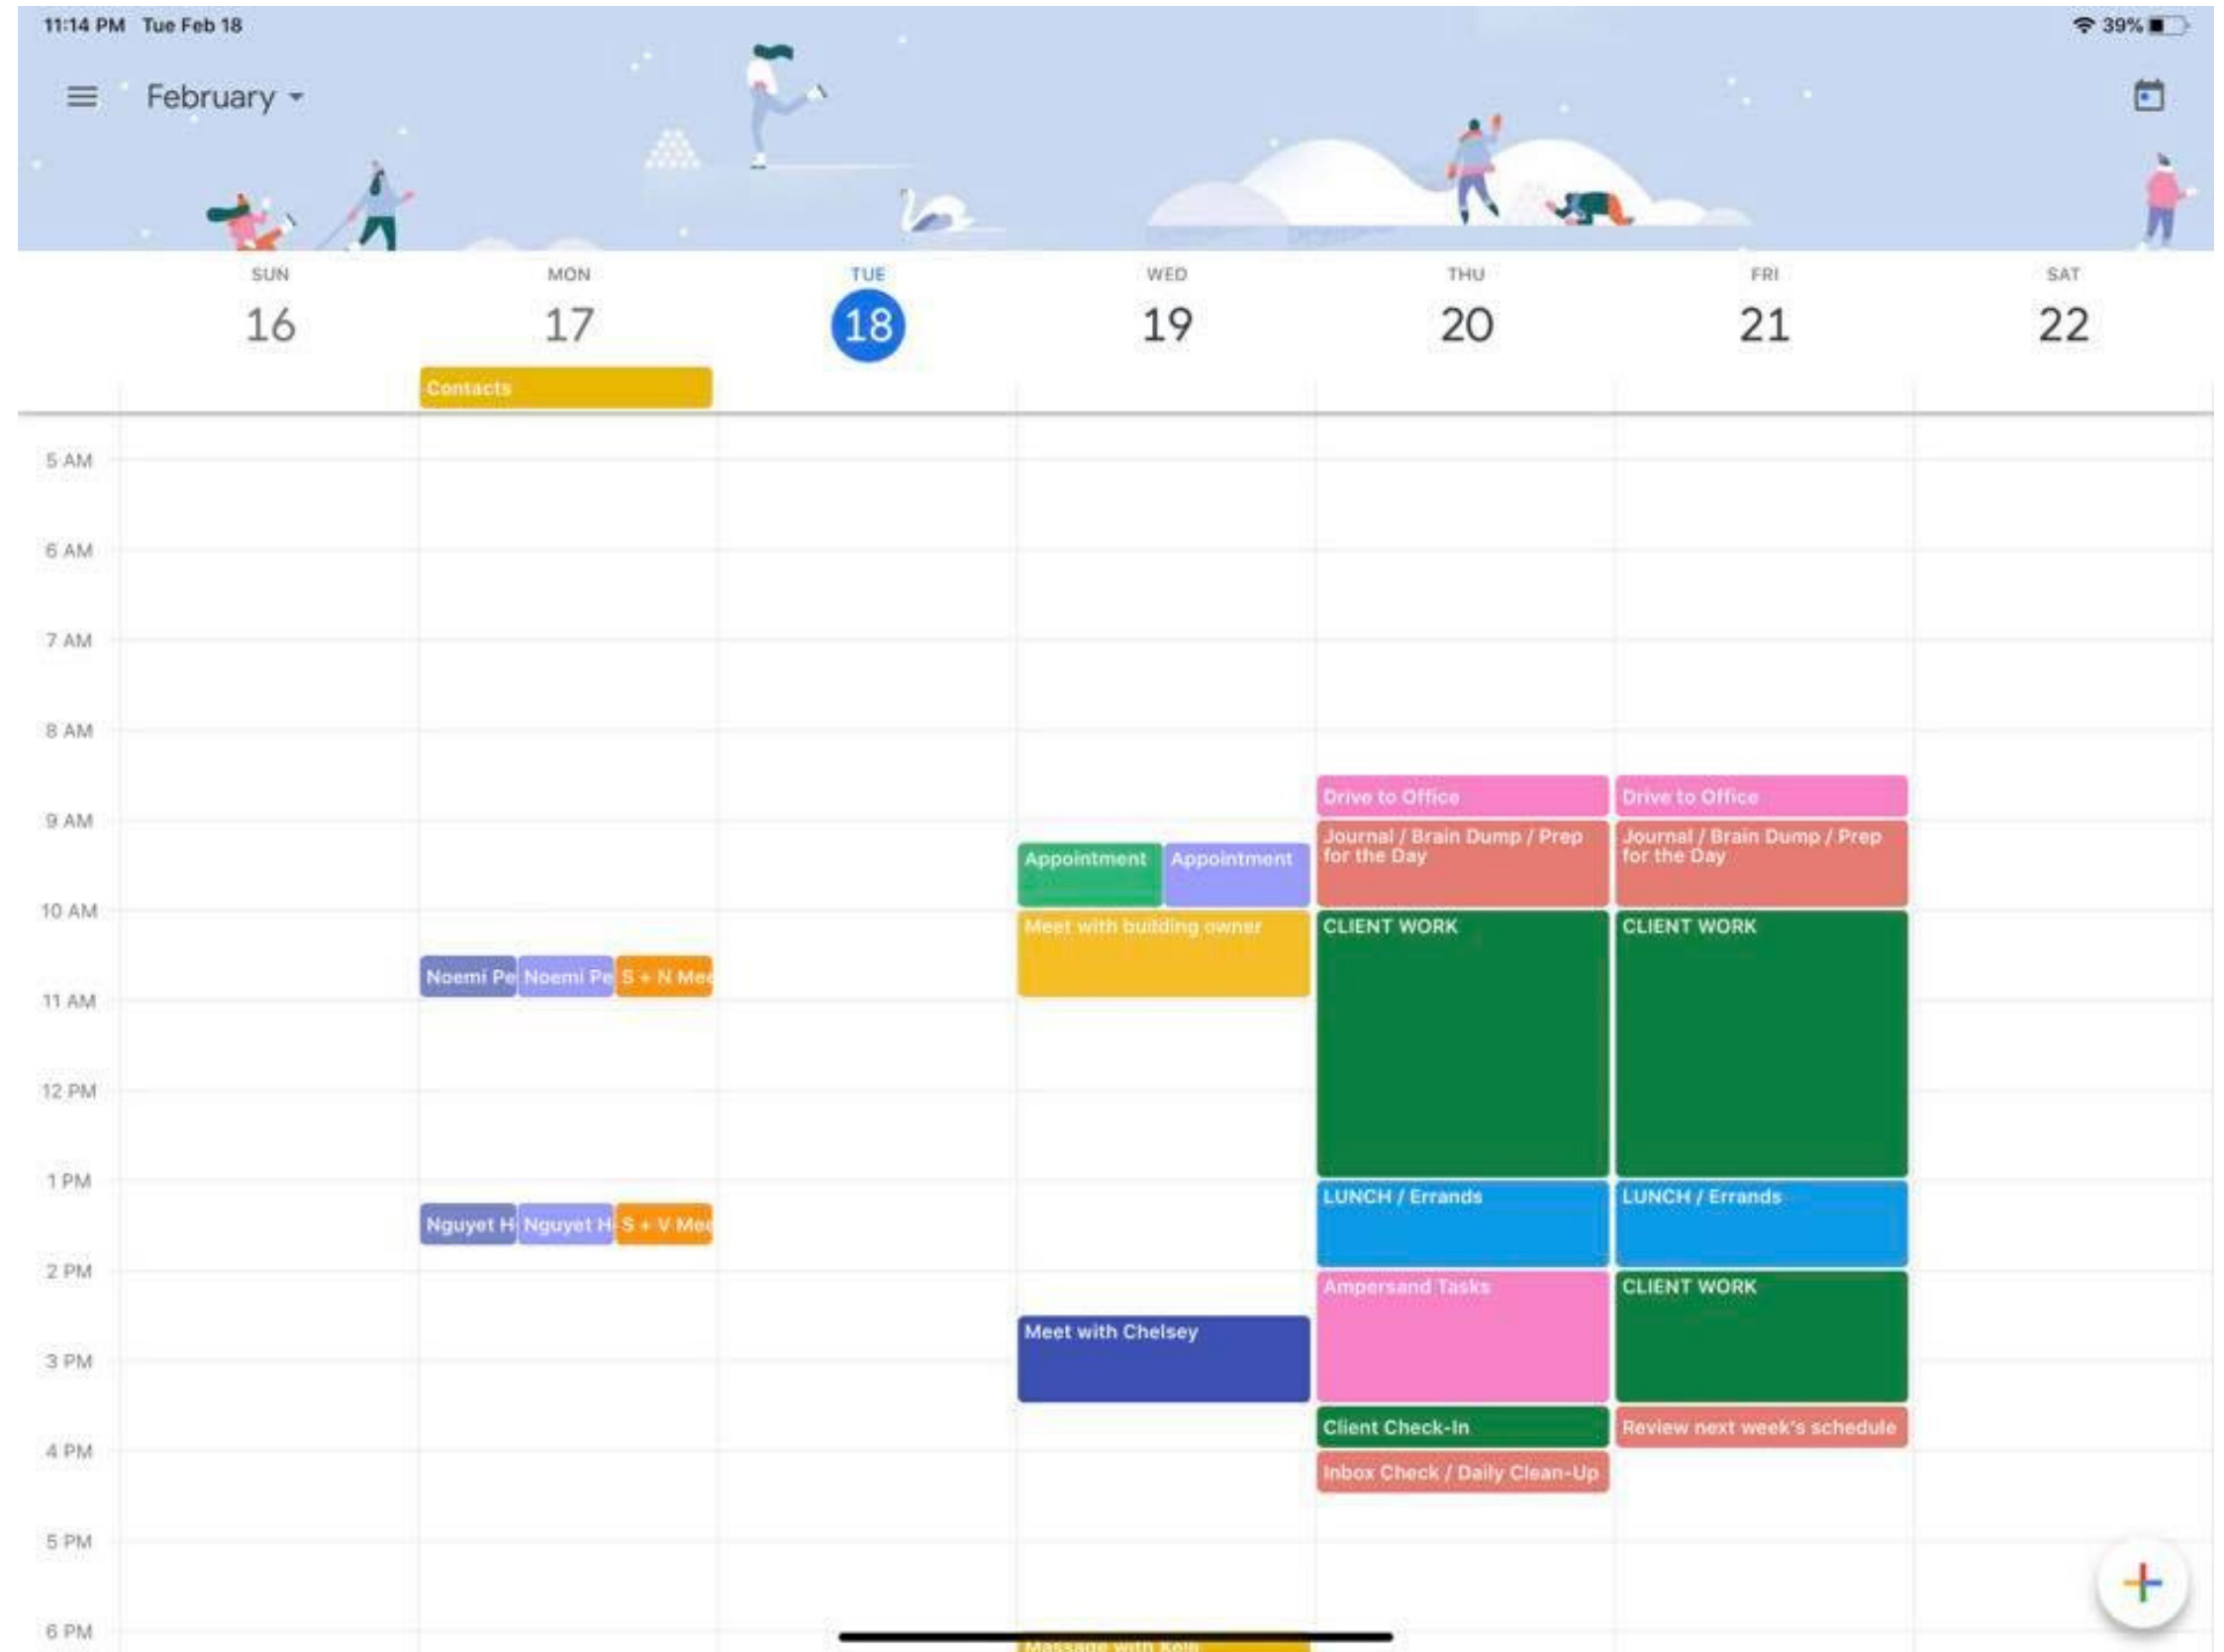 11:14 PM Tue Feb 18
39%
February
SUN MON TUE WED THU FRI SAT
16 17 18 19 20 21 22
Contacts
5 AM
6 AM
7 AM
8 AM
Drive to Office
Drive to Office
9 AM
Journal / Brain Dump / Prep
for the Day
Journal / Brain Dump / Prep
for the Day
Appointment
Appointment
10 AM
Meet with building owner
CLIENT WORK
CLIENT WORK
Noemi Pe
Noemi Pe
S + N Mee
11 AM
12 PM
1 PM
LUNCH / Errands
LUNCH / Errands
Nguyet H
Nguyet H
S + V Mee
2 PM
Ampersand Tasks
CLIENT WORK
Meet with Chelsey
3 PM
Client Check-In
Review next week's schedule
4 PM
Inbox Check / Daily Clean-Up
5 PM
6 PM
Massage with